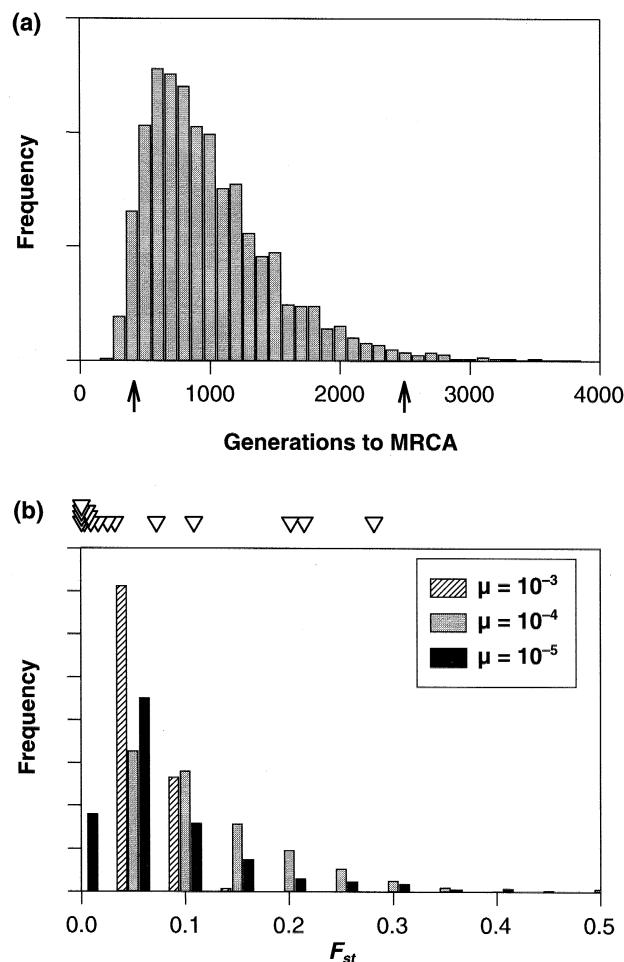 (a)
Frequency
0 1000 2000 3000 4000
Generations to MRCA
(b)
μ = 10⁻³
μ = 10⁻⁴
μ = 10⁻⁵
Frequency
0.0 0.1 0.2 0.3 0.4 0.5
Fst